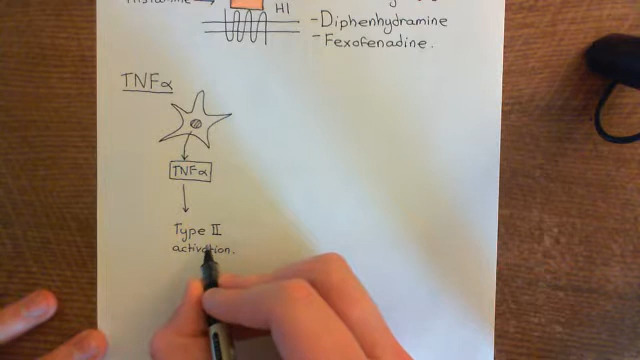 H1
-Diphenhydramine
-Fexofenadine.
TNFα
TNFα
Type II
activation.